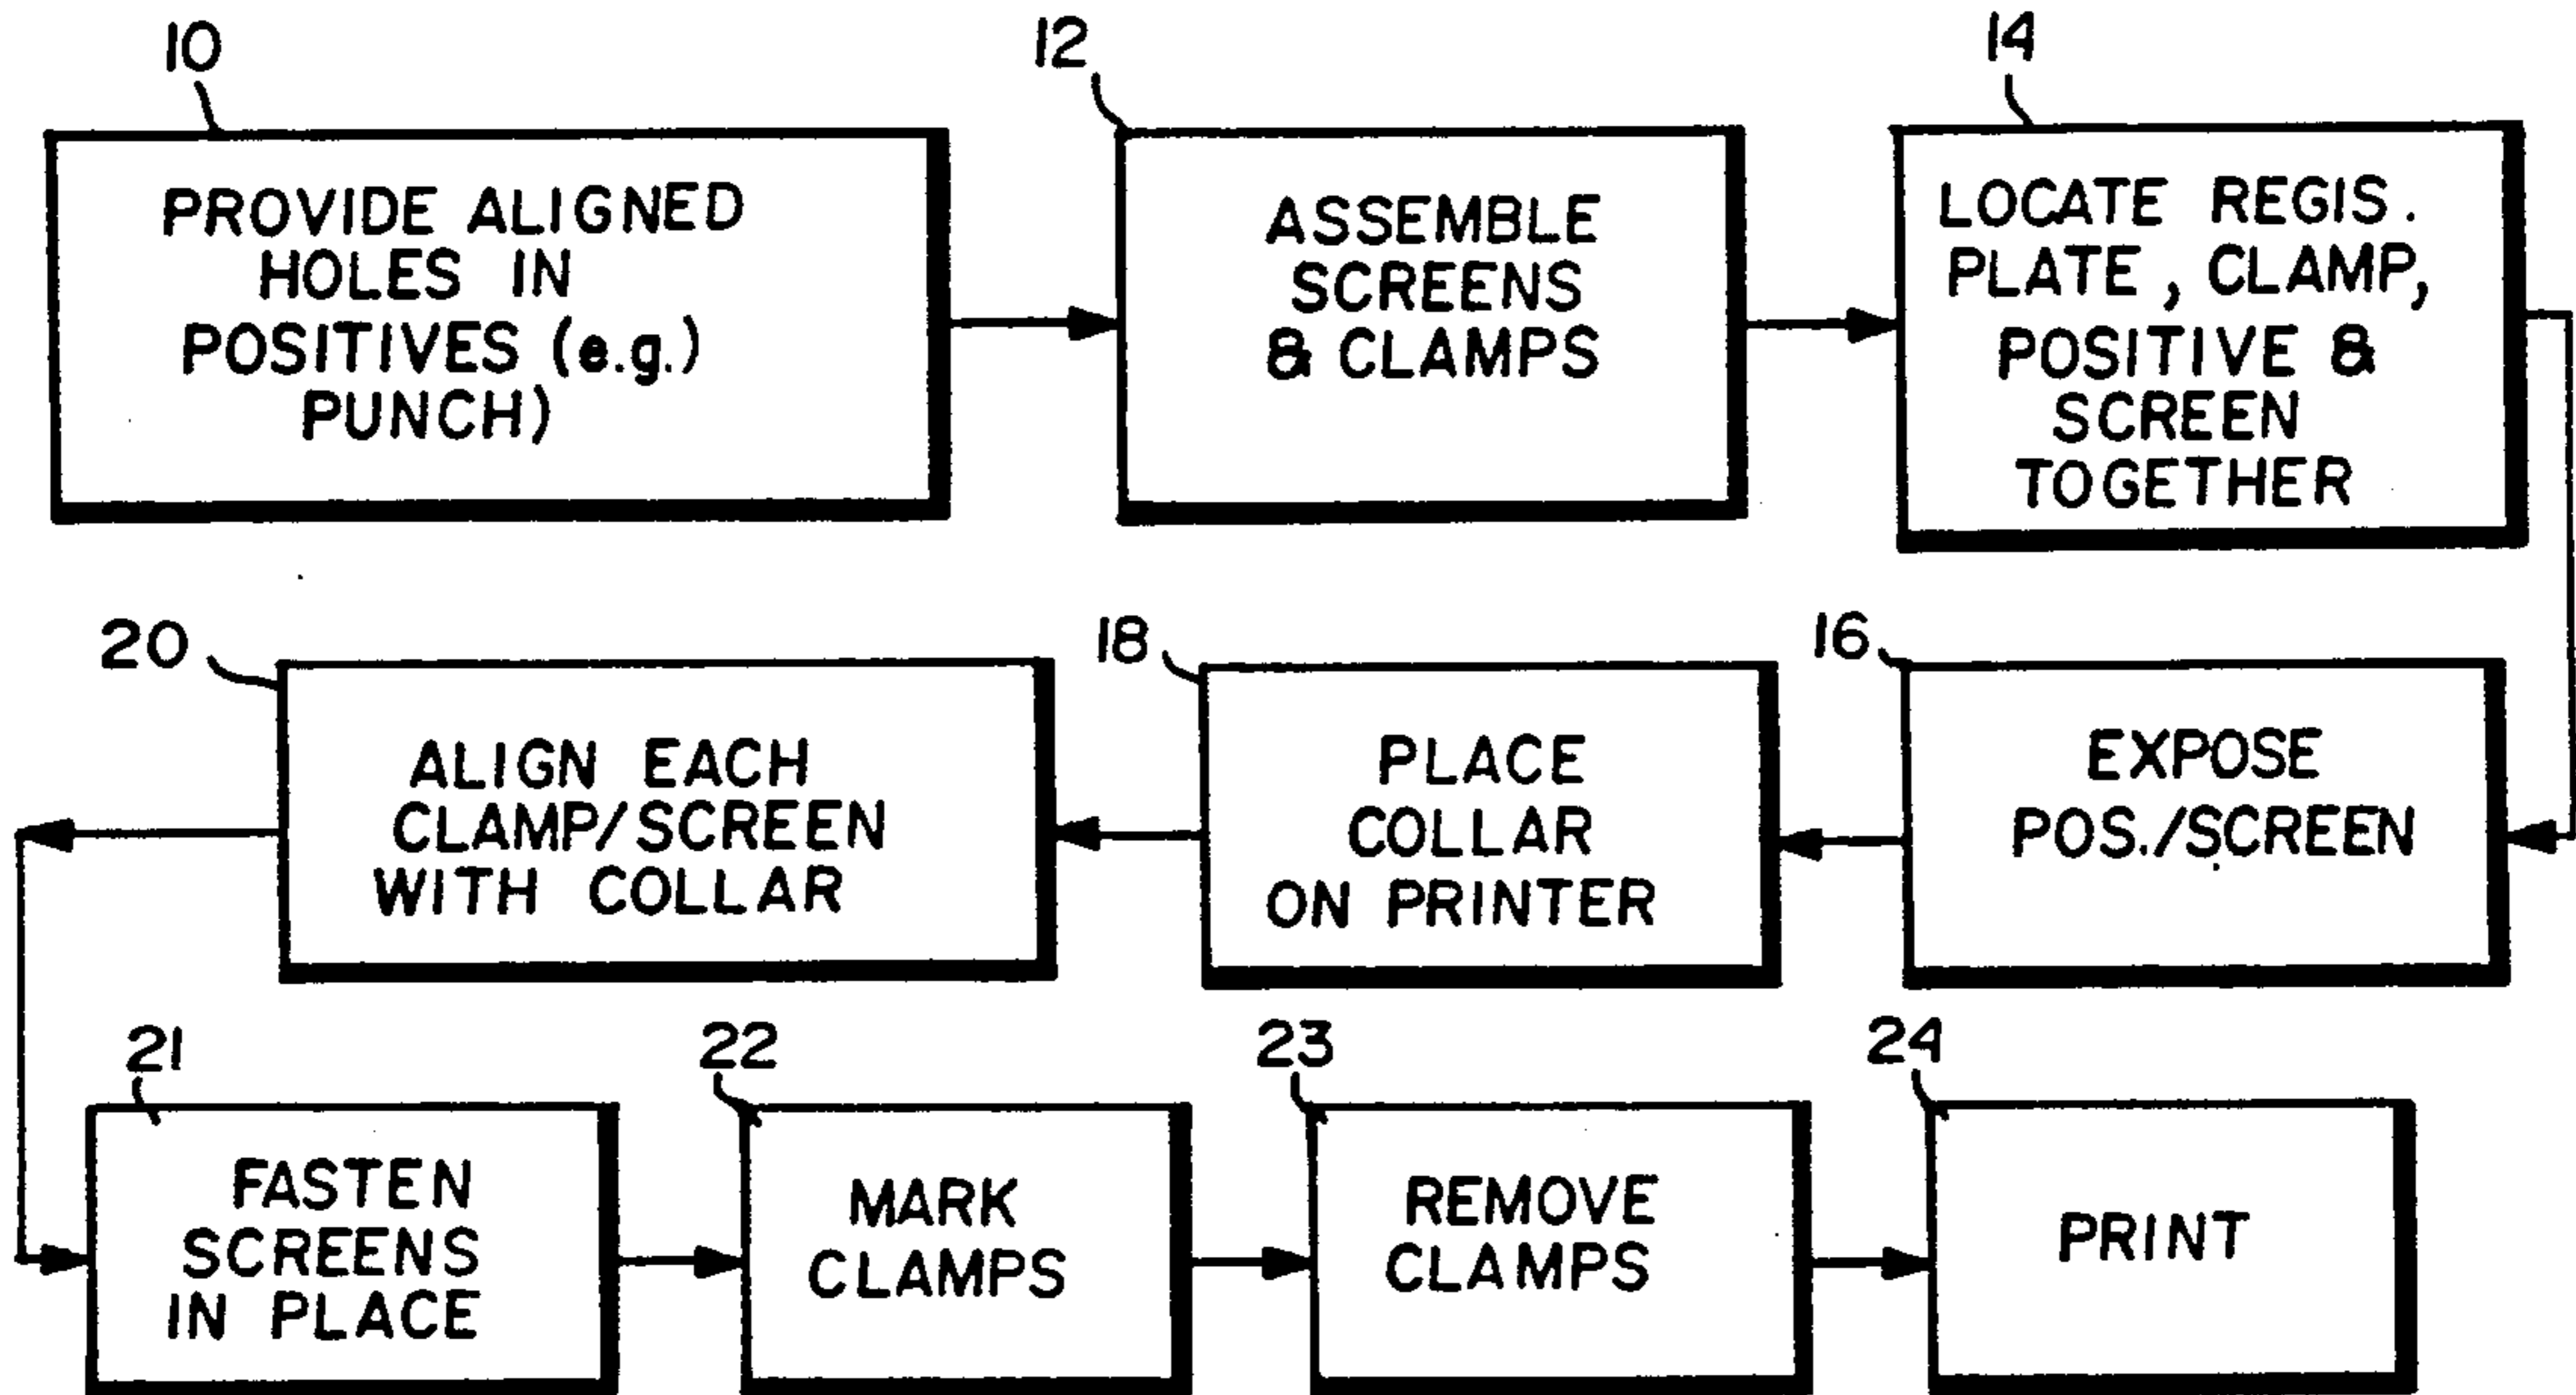 10
PROVIDE ALIGNED
HOLES IN
POSITIVES (e.g.)
PUNCH)
12
ASSEMBLE
SCREENS
& CLAMPS
14
LOCATE REGIS.
PLATE, CLAMP,
POSITIVE &
SCREEN
TOGETHER
16
EXPOSE
POS./SCREEN
18
PLACE
COLLAR
ON PRINTER
20
ALIGN EACH
CLAMP/SCREEN
WITH COLLAR
21
FASTEN
SCREENS
IN PLACE
22
MARK
CLAMPS
23
REMOVE
CLAMPS
24
PRINT